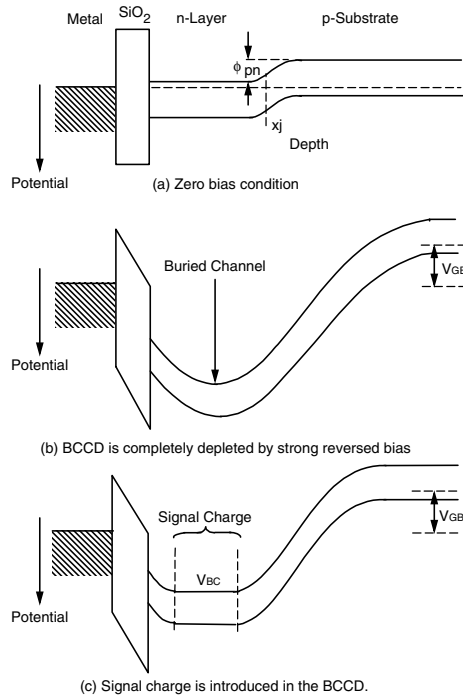 Metal SiO2 n-Layer p-Substrate
ϕpn
xj
Depth
Potential
(a) Zero bias condition
Buried Channel
VGB
Potential
(b) BCCD is completely depleted by strong reversed bias
Signal Charge
VGB
VBC
Potential
(c) Signal charge is introduced in the BCCD.